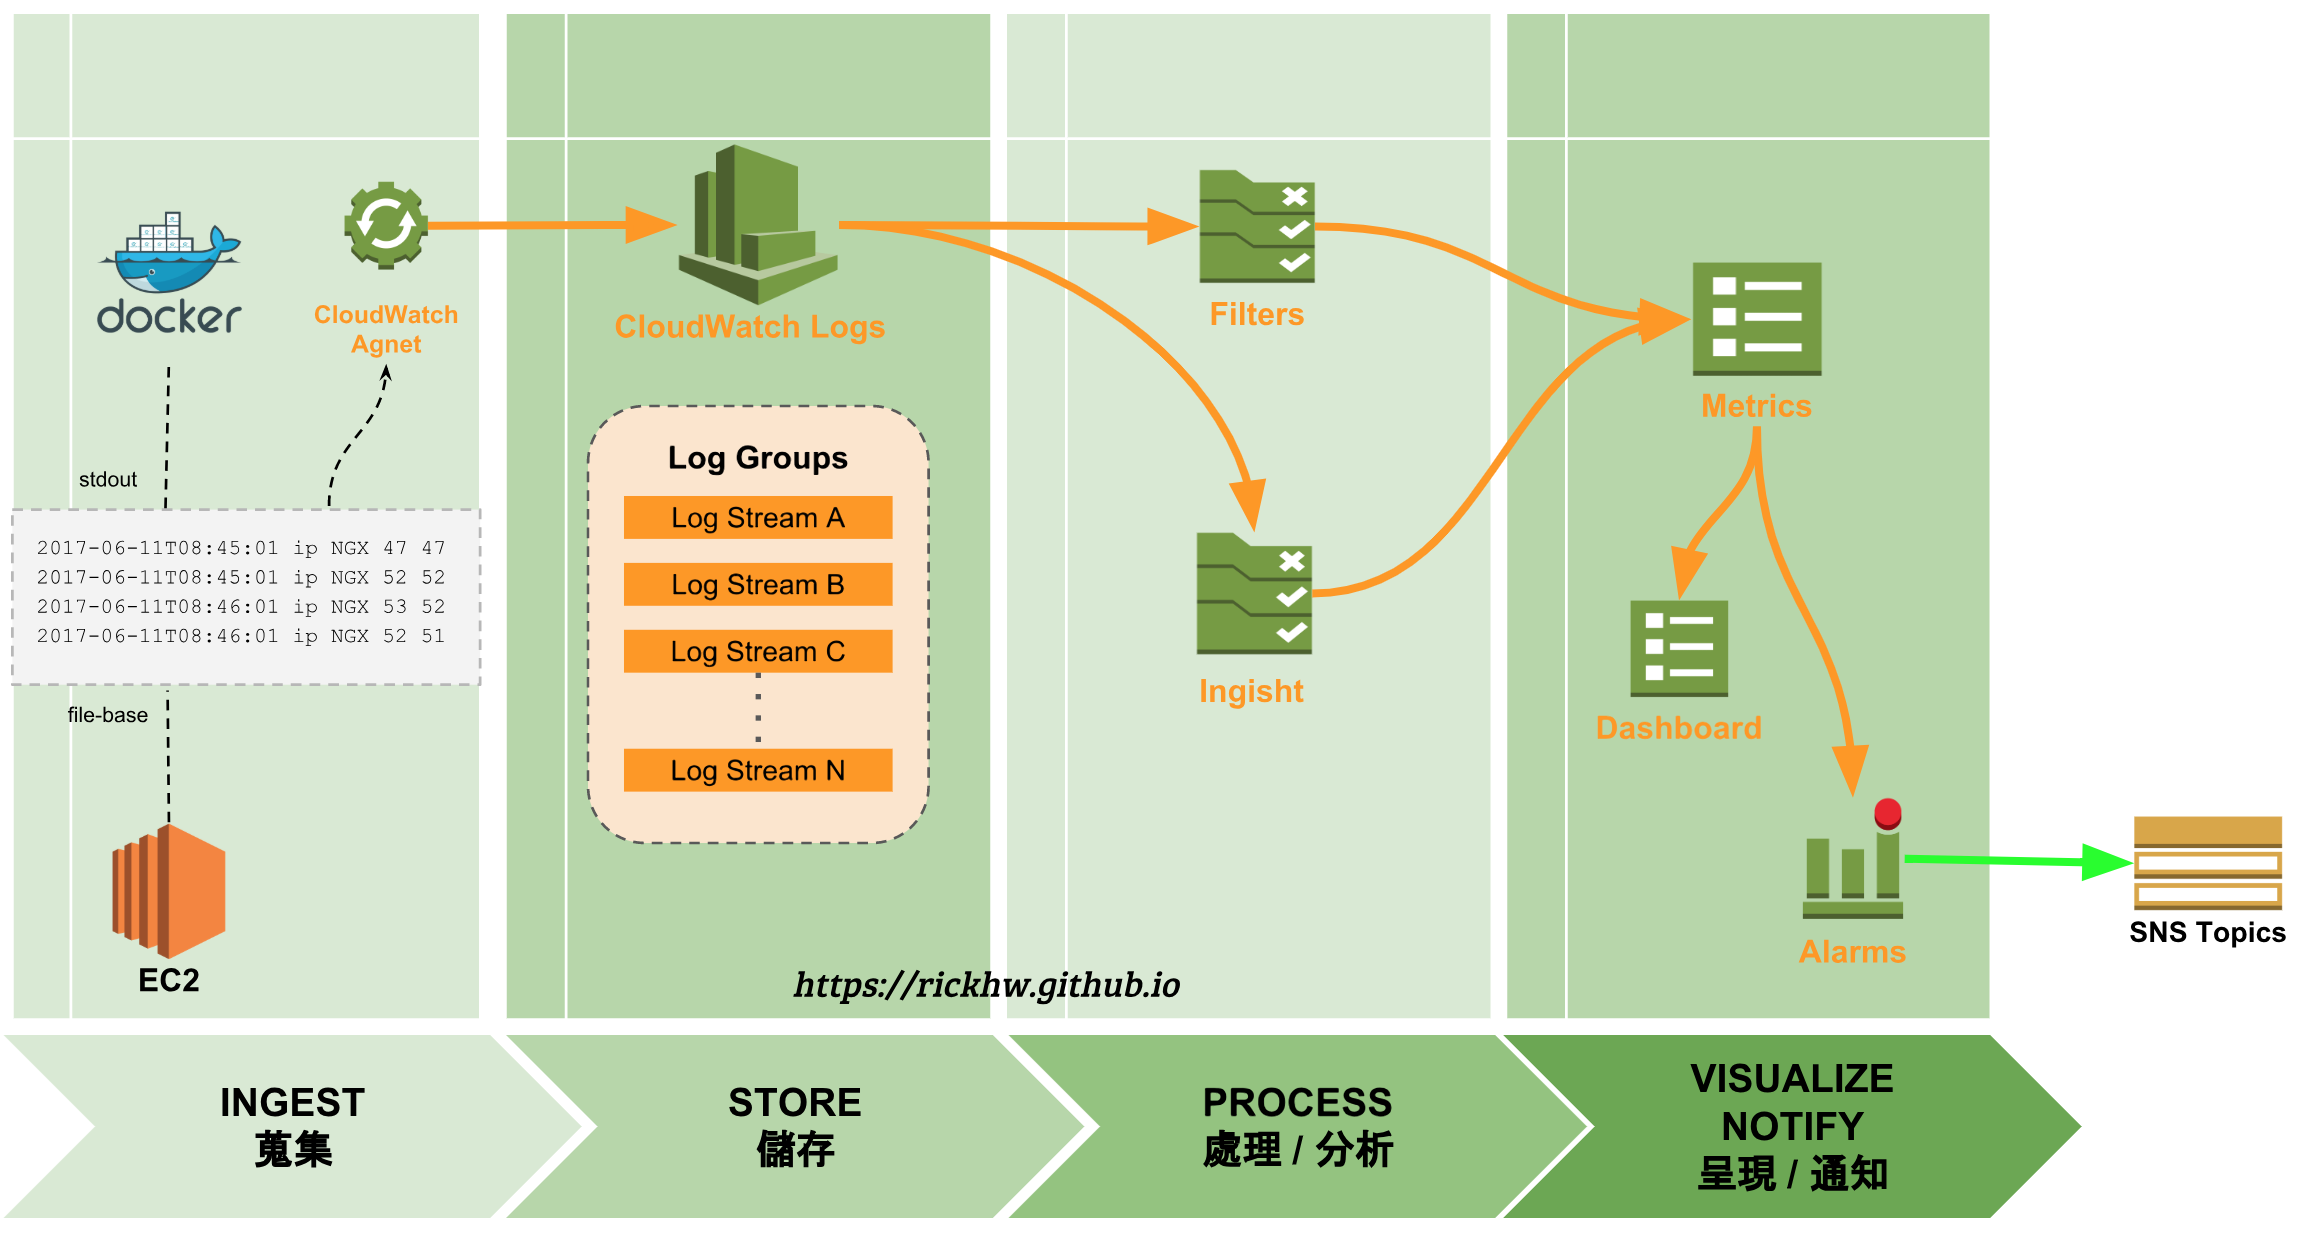 docker
CloudWatch
Agnet
stdout
2017-06-11T08:45:01 ip NGX 47 47
2017-06-11T08:45:01 ip NGX 52 52
2017-06-11T08:46:01 ip NGX 53 52
2017-06-11T08:46:01 ip NGX 52 51
file-base
EC2
CloudWatch Logs
Log Groups
Log Stream A
Log Stream B
Log Stream C
Log Stream N
Filters
Ingisht
Metrics
Dashboard
Alarms
SNS Topics
https://rickhw.github.io
INGEST
蒐集
STORE
儲存
PROCESS
處理 / 分析
VISUALIZE
NOTIFY
呈現 / 通知